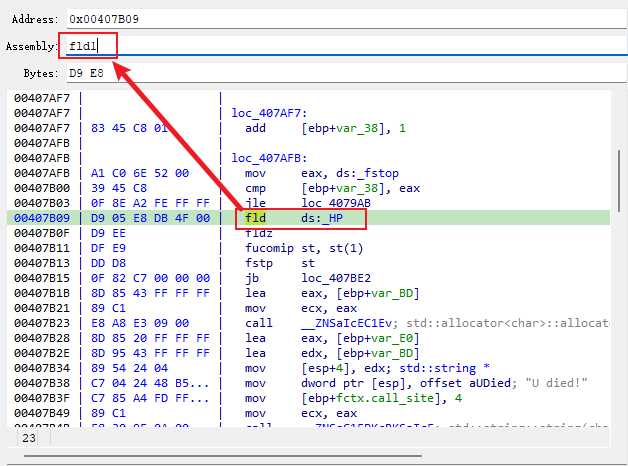 Address: 0x00407B09
Assembly: fld1
Bytes: D9 E8
00407AF7 | |
00407AF7 | | loc_407AF7:
00407AF7 | 83 45 C8 01 | add [ebp+var_38], 1
00407AFB | |
00407AFB | | loc_407AFB:
00407AFB | A1 C0 6E 52 00 | mov eax, ds:_fstop
00407B00 | 39 45 C8 | cmp [ebp+var_38], eax
00407B03 | 0F 8E A2 FE FF FF | jle loc_4079AB
00407B09 | D9 05 E8 DB 4F 00 | fld ds:_HP
00407B0F | D9 EE | fldz
00407B11 | DF E9 | fucomip st, st(1)
00407B13 | DD D8 | fstp st
00407B15 | 0F 82 C7 00 00 00 | jb loc_407BE2
00407B1B | 8D 85 43 FF FF FF | lea eax, [ebp+var_BD]
00407B21 | 89 C1 | mov ecx, eax
00407B23 | E8 A8 E3 09 00 | call __ZNSaIcEC1Ev; std::allocator<char>::allocato
00407B28 | 8D 85 20 FF FF FF | lea eax, [ebp+var_E0]
00407B2E | 8D 95 43 FF FF FF | lea edx, [ebp+var_BD]
00407B34 | 89 54 24 04 | mov [esp+4], edx; std::string *
00407B38 | C7 04 24 48 B5... | mov dword ptr [esp], offset aUDied; "U died!"
00407B3F | C7 85 A4 FD FF... | mov [ebp+fctx.call_site], 4
00407B49 | 89 C1 | mov ecx, eax
23